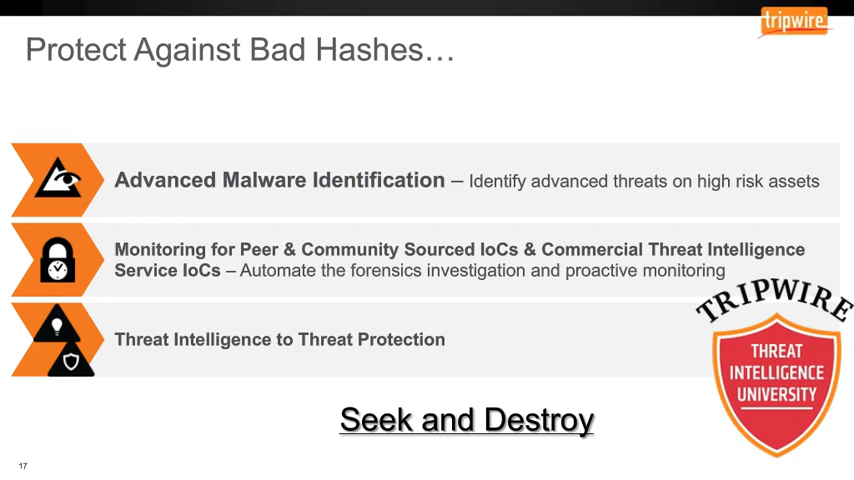 tripwire
Protect Against Bad Hashes…
Advanced Malware Identification – Identify advanced threats on high risk assets
Monitoring for Peer & Community Sourced IoCs & Commercial Threat Intelligence
Service IoCs – Automate the forensics investigation and proactive monitoring
Threat Intelligence to Threat Protection
TRIPWIRE
THREAT
INTELLIGENCE
UNIVERSITY
Seek and Destroy
17